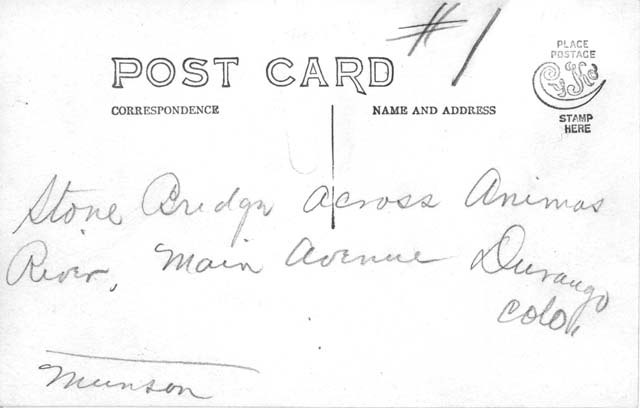 #1
POST CARD
PLACE
POSTAGE
CYKO
STAMP
HERE
CORRESPONDENCE
NAME AND ADDRESS
Stone Bridge across Animas
River, Main Avenue Durango
Colo.
Munson